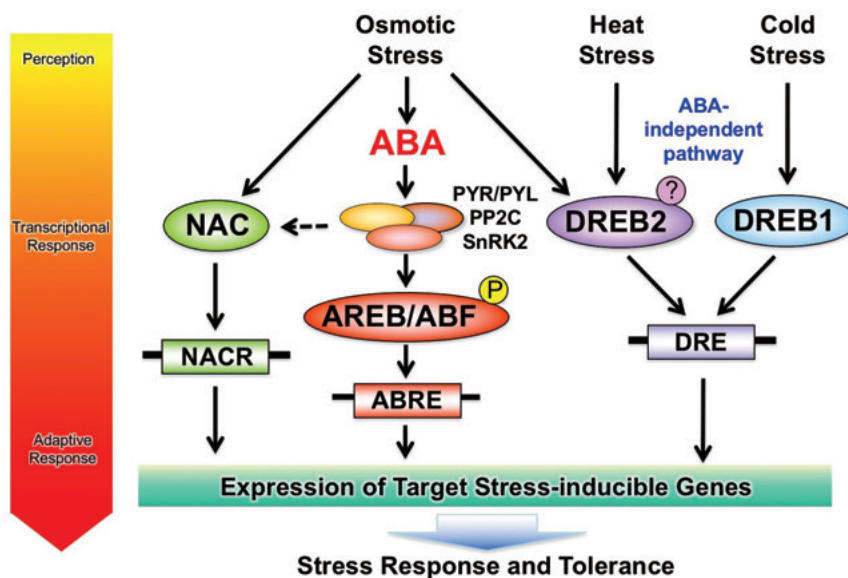 Perception
Transcriptional
Response
Adaptive
Response
Osmotic
Stress
Heat
Stress
Cold
Stress
ABA
ABA-
independent
pathway
PYR/PYL
PP2C
SnRK2
NAC
?
DREB2
DREB1
P
AREB/ABF
NACR
DRE
ABRE
Expression of Target Stress-inducible Genes
Stress Response and Tolerance